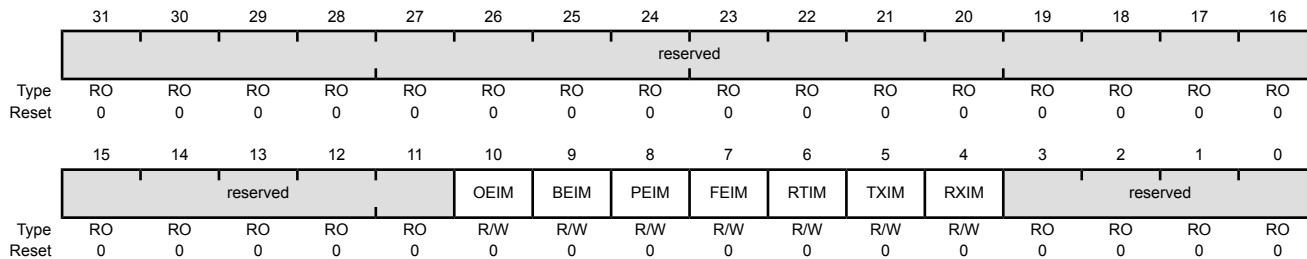 31 30 29 28 27 26 25 24 23 22 21 20 19 18 17 16
reserved
Type RO RO RO RO RO RO RO RO RO RO RO RO RO RO RO RO
Reset 0 0 0 0 0 0 0 0 0 0 0 0 0 0 0 0
15 14 13 12 11 10 9 8 7 6 5 4 3 2 1 0
reserved OEIM BEIM PEIM FEIM RTIM TXIM RXIM reserved
Type RO RO RO RO RO R/W R/W R/W R/W R/W R/W R/W RO RO RO RO
Reset 0 0 0 0 0 0 0 0 0 0 0 0 0 0 0 0